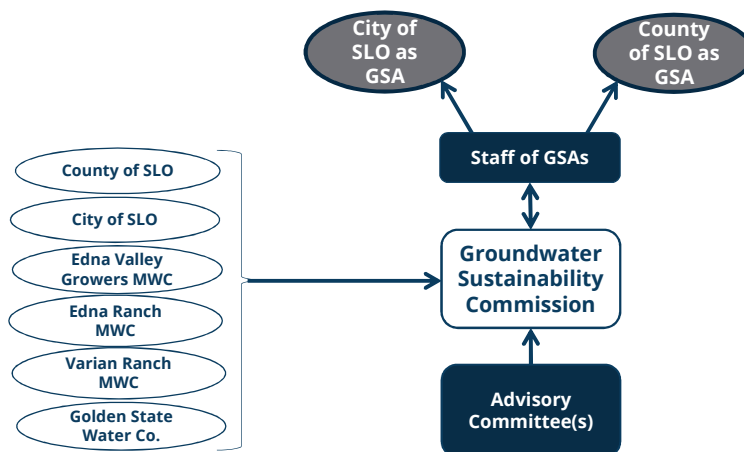 City of
SLO as
GSA
County
of SLO as
GSA
Staff of GSAs
County of SLO
City of SLO
Edna Valley
Growers MWC
Edna Ranch
MWC
Varian Ranch
MWC
Golden State
Water Co.
Groundwater
Sustainability
Commission
Advisory
Committee(s)